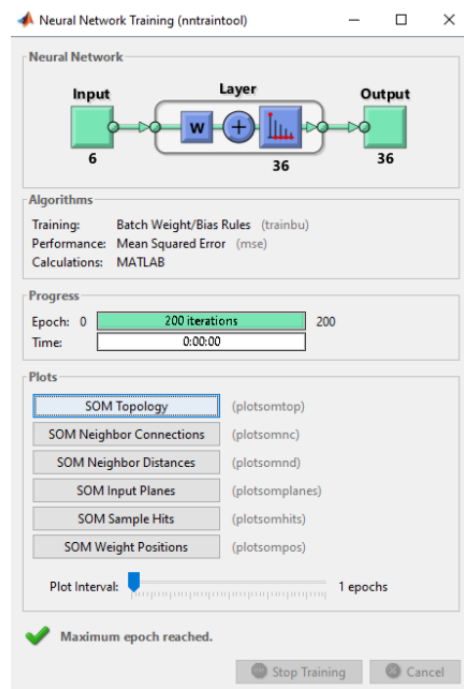 Neural Network Training (nntraintool)
Neural Network
Input
Layer
Output
W
6
36
36
Algorithms
Training: Batch Weight/Bias Rules (trainbu)
Performance: Mean Squared Error (mse)
Calculations: MATLAB
Progress
Epoch: 0 200 iterations 200
Time: 0:00:00
Plots
SOM Topology (plotsomtop)
SOM Neighbor Connections (plotsomnc)
SOM Neighbor Distances (plotsomnd)
SOM Input Planes (plotsomplanes)
SOM Sample Hits (plotsomhits)
SOM Weight Positions (plotsompos)
Plot Interval: 1 epochs
Maximum epoch reached.
Stop Training Cancel